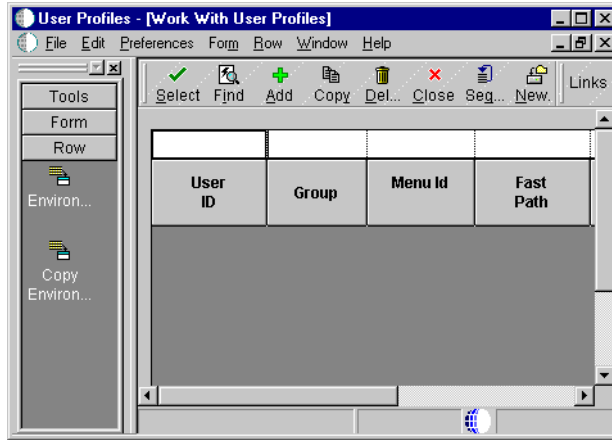 User Profiles - [Work With User Profiles]
File Edit Preferences Form Row Window Help
Tools
Form
Row
Environ...
Copy
Environ...
Select Find Add Copy Del... Close Seq... New. Links
User
ID
Group
Menu Id
Fast
Path